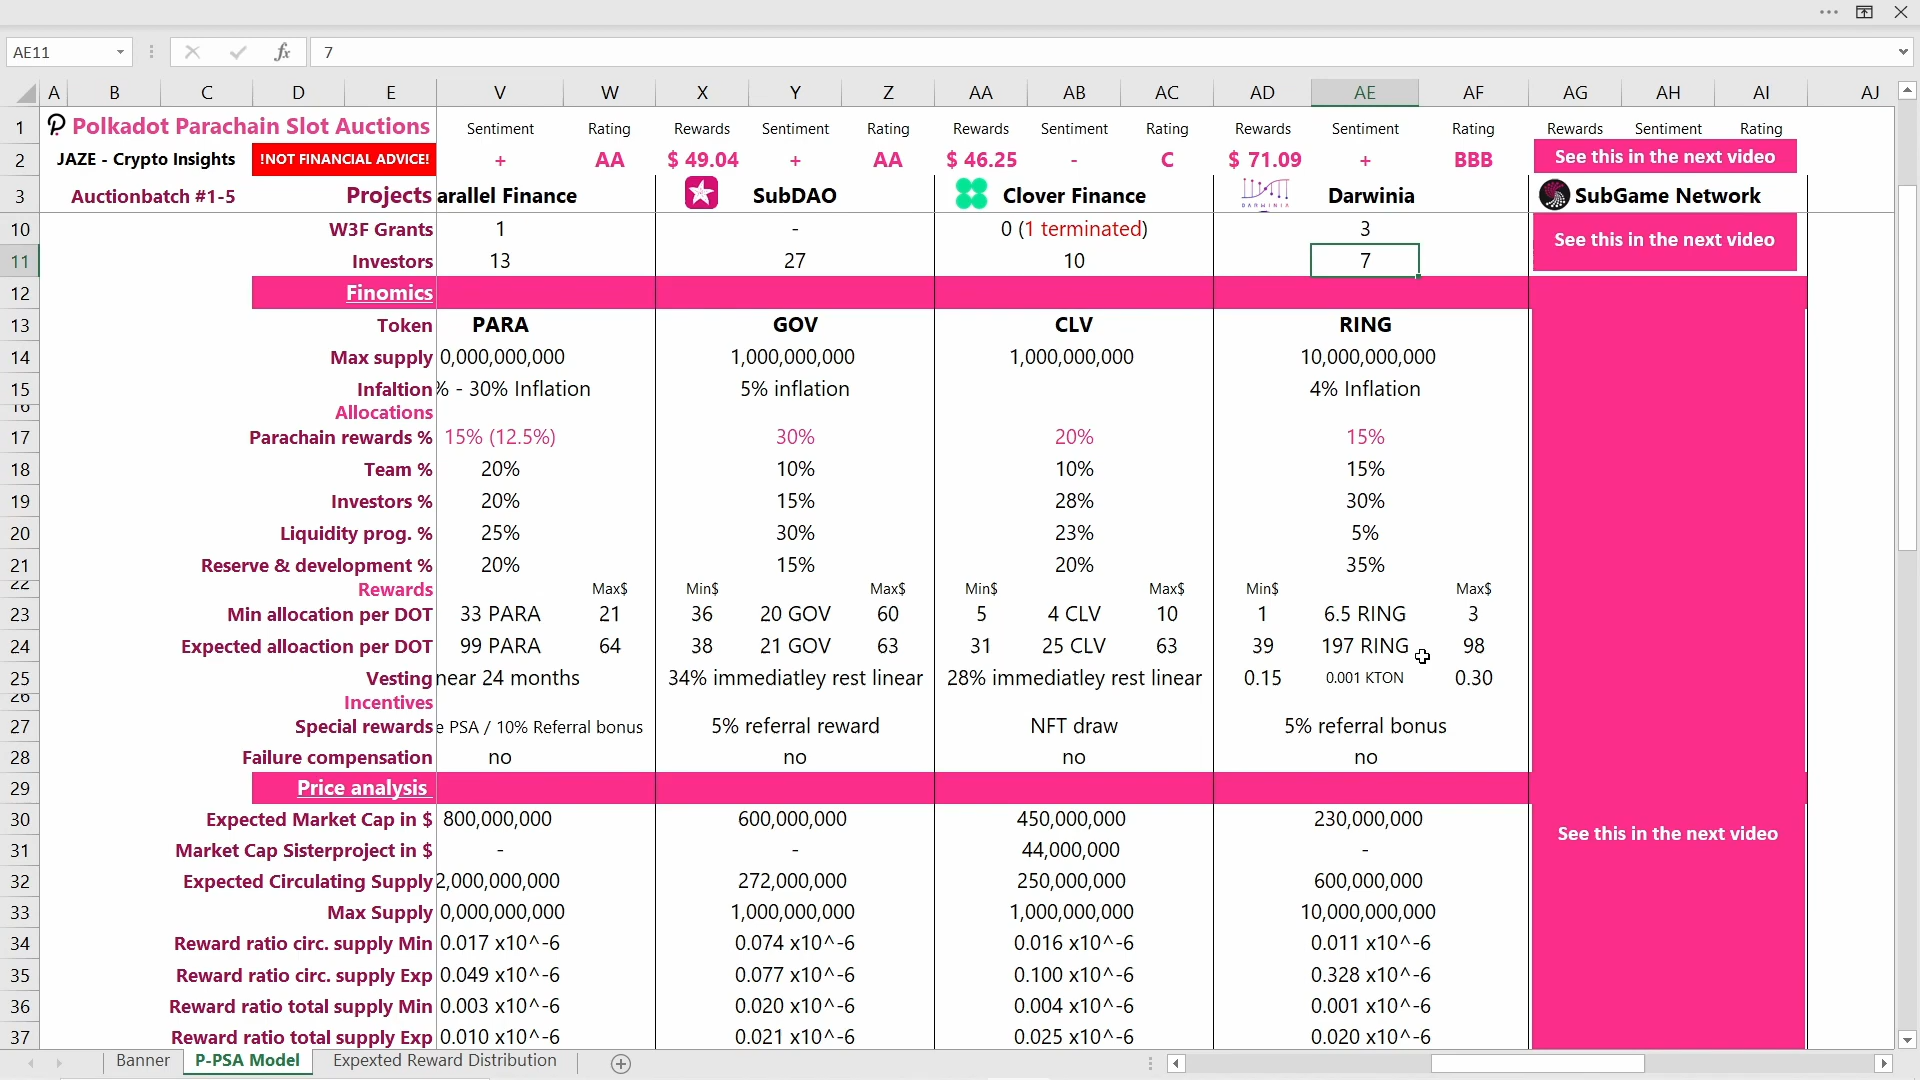 AE11 fx 7
A B C D E V W X Y Z AA AB AC AD AE AF AG AH AI AJ
1 Polkadot Parachain Slot Auctions Sentiment Rating Rewards Sentiment Rating Rewards Sentiment Rating Rewards Sentiment Rating Rewards Sentiment Rating
2 JAZE - Crypto Insights !NOT FINANCIAL ADVICE! + AA $ 49.04 + AA $ 46.25 - C $ 71.09 + BBB See this in the next video
3 Auctionbatch #1-5 Projects arallel Finance SubDAO Clover Finance DARWINIA Darwinia SubGame Network
10 W3F Grants 1 - 0 (1 terminated) 3 See this in the next video
11 Investors 13 27 10 7
12 Finomics
13 Token PARA GOV CLV RING
14 Max supply 0,000,000,000 1,000,000,000 1,000,000,000 10,000,000,000
15 Infaltion % - 30% Inflation 5% inflation 4% Inflation
16 Allocations
17 Parachain rewards % 15% (12.5%) 30% 20% 15%
18 Team % 20% 10% 10% 15%
19 Investors % 20% 15% 28% 30%
20 Liquidity prog. % 25% 30% 23% 5%
21 Reserve & development % 20% 15% 20% 35%
22 Rewards Max$ Min$ Max$ Min$ Max$ Min$ Max$
23 Min allocation per DOT 33 PARA 21 36 20 GOV 60 5 4 CLV 10 1 6.5 RING 3
24 Expected alloaction per DOT 99 PARA 64 38 21 GOV 63 31 25 CLV 63 39 197 RING 98
25 Vesting near 24 months 34% immediatley rest linear 28% immediatley rest linear 0.15 0.001 KTON 0.30
26 Incentives
27 Special rewards e PSA / 10% Referral bonus 5% referral reward NFT draw 5% referral bonus
28 Failure compensation no no no no
29 Price analysis
30 Expected Market Cap in $ 800,000,000 600,000,000 450,000,000 230,000,000
31 Market Cap Sisterproject in $ - - 44,000,000 - See this in the next video
32 Expected Circulating Supply 2,000,000,000 272,000,000 250,000,000 600,000,000
33 Max Supply 0,000,000,000 1,000,000,000 1,000,000,000 10,000,000,000
34 Reward ratio circ. supply Min 0.017 x10^-6 0.074 x10^-6 0.016 x10^-6 0.011 x10^-6
35 Reward ratio circ. supply Exp 0.049 x10^-6 0.077 x10^-6 0.100 x10^-6 0.328 x10^-6
36 Reward ratio total supply Min 0.003 x10^-6 0.020 x10^-6 0.004 x10^-6 0.001 x10^-6
37 Reward ratio total supply Exp 0.010 x10^-6 0.021 x10^-6 0.025 x10^-6 0.020 x10^-6
Banner P-PSA Model Expexted Reward Distribution